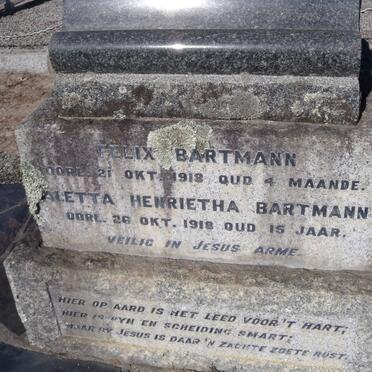 FELIX BARTMANN
OORL. 21 OKT. 1918 OUD 4 MAANDE.
ALETTA HENRIETHA BARTMANN
OORL. 26 OKT. 1918 OUD 15 JAAR.
VEILIG IN JESUS ARME.
HIER OP AARD IS HET LEED VOOR'T HART;
HIER IS PYN EN SCHEIDING SMART;
MAAR BY JESUS IS DAAR 'N ZACHTE ZOETE RUST.